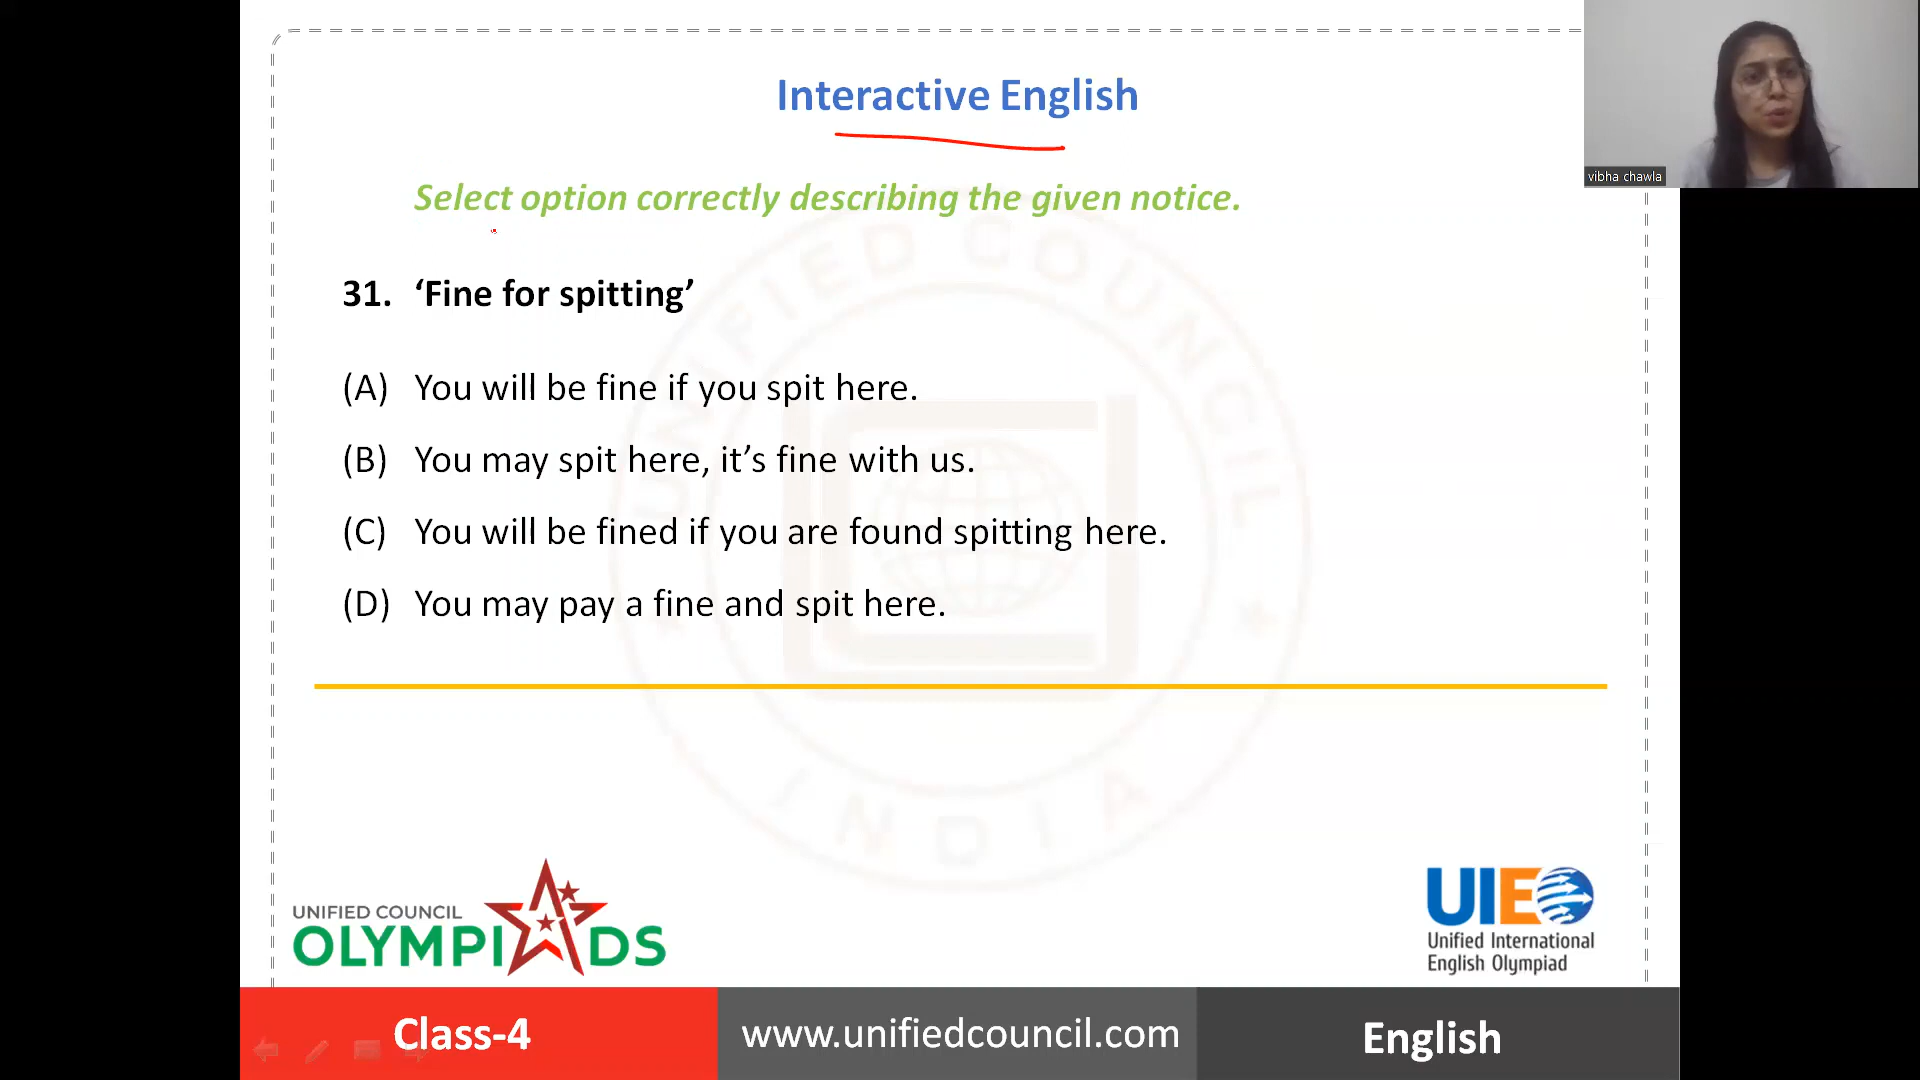 Interactive English
vibha chawla
Select option correctly describing the given notice.
31. ‘Fine for spitting’
(A) You will be fine if you spit here.
(B) You may spit here, it’s fine with us.
(C) You will be fined if you are found spitting here.
(D) You may pay a fine and spit here.
UNIFIED COUNCIL
INDIA
UNIFIED COUNCIL
OLYMPIADS
UIEO
Unified International
English Olympiad
Class-4
www.unifiedcouncil.com
English